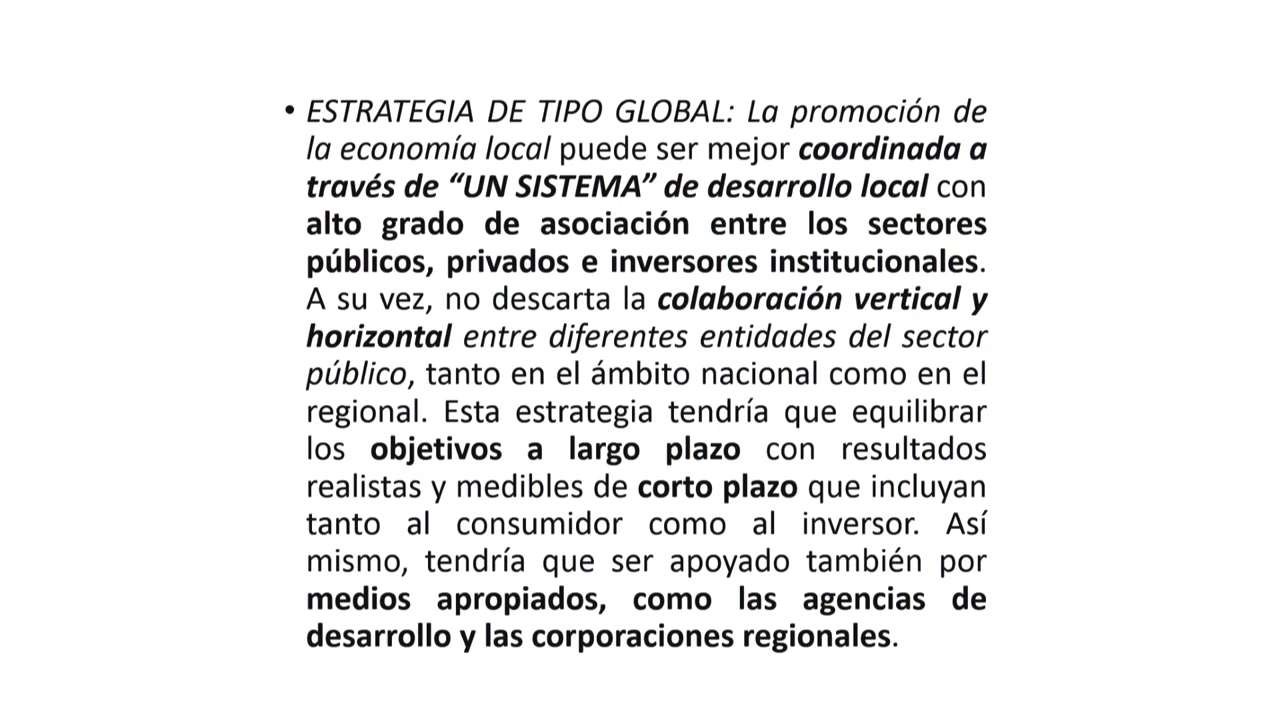 • ESTRATEGIA DE TIPO GLOBAL: La promoción de
la economía local puede ser mejor coordinada a
través de “UN SISTEMA” de desarrollo local con
alto grado de asociación entre los sectores
públicos, privados e inversores institucionales.
A su vez, no descarta la colaboración vertical y
horizontal entre diferentes entidades del sector
público, tanto en el ámbito nacional como en el
regional. Esta estrategia tendría que equilibrar
los objetivos a largo plazo con resultados
realistas y medibles de corto plazo que incluyan
tanto al consumidor como al inversor. Así
mismo, tendría que ser apoyado también por
medios apropiados, como las agencias de
desarrollo y las corporaciones regionales.